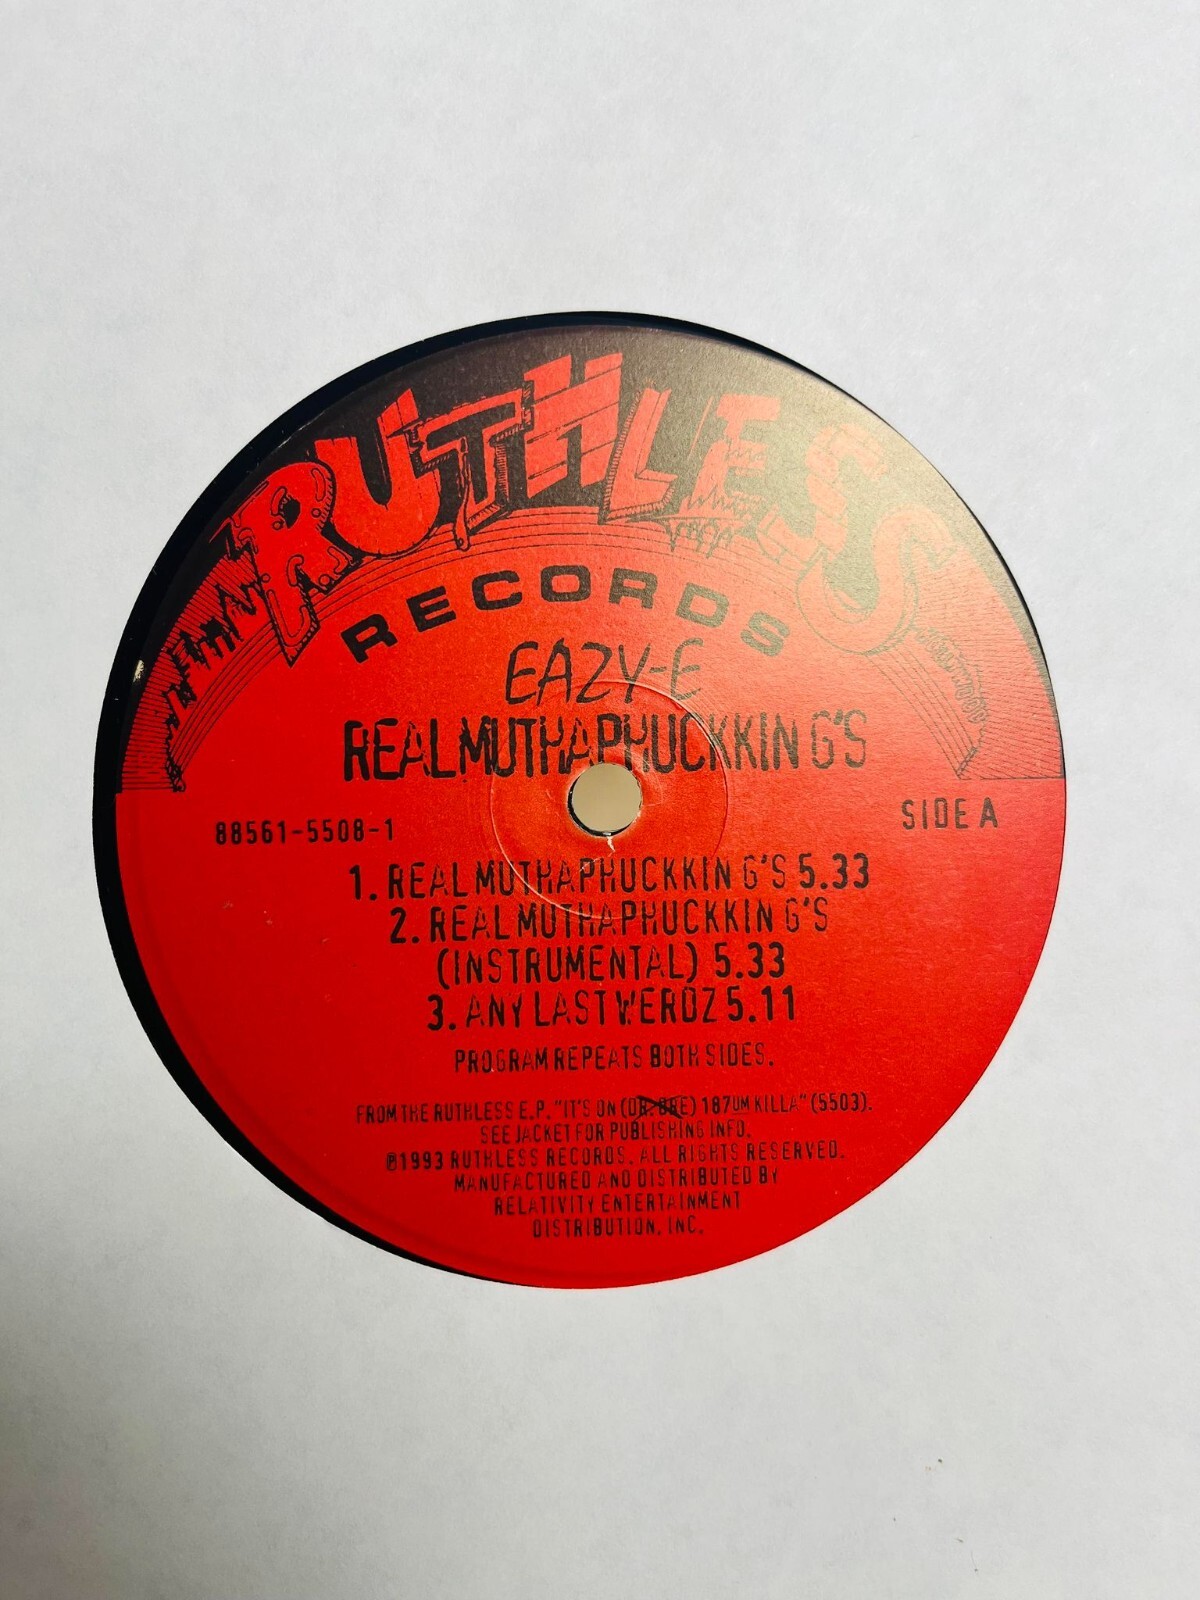 RUTHLESS
RECORDS
EAZY-E
REAL MUTHAPHUCKKIN G'S
88561-5508-1
SIDE A
1. REAL MUTHAPHUCKKIN G'S 5.33
2. REAL MUTHAPHUCKKIN G'S
(INSTRUMENTAL) 5.33
3. ANY LAST WERDZ 5.11
PROGRAM REPEATS BOTH SIDES.
FROM THE RUTHLESS E.P. "IT'S ON (DR. DRE) 187UM KILLA" (5503).
SEE JACKET FOR PUBLISHING INFO.
℗1993 RUTHLESS RECORDS. ALL RIGHTS RESERVED.
MANUFACTURED AND DISTRIBUTED BY
RELATIVITY ENTERTAINMENT
DISTRIBUTION, INC.